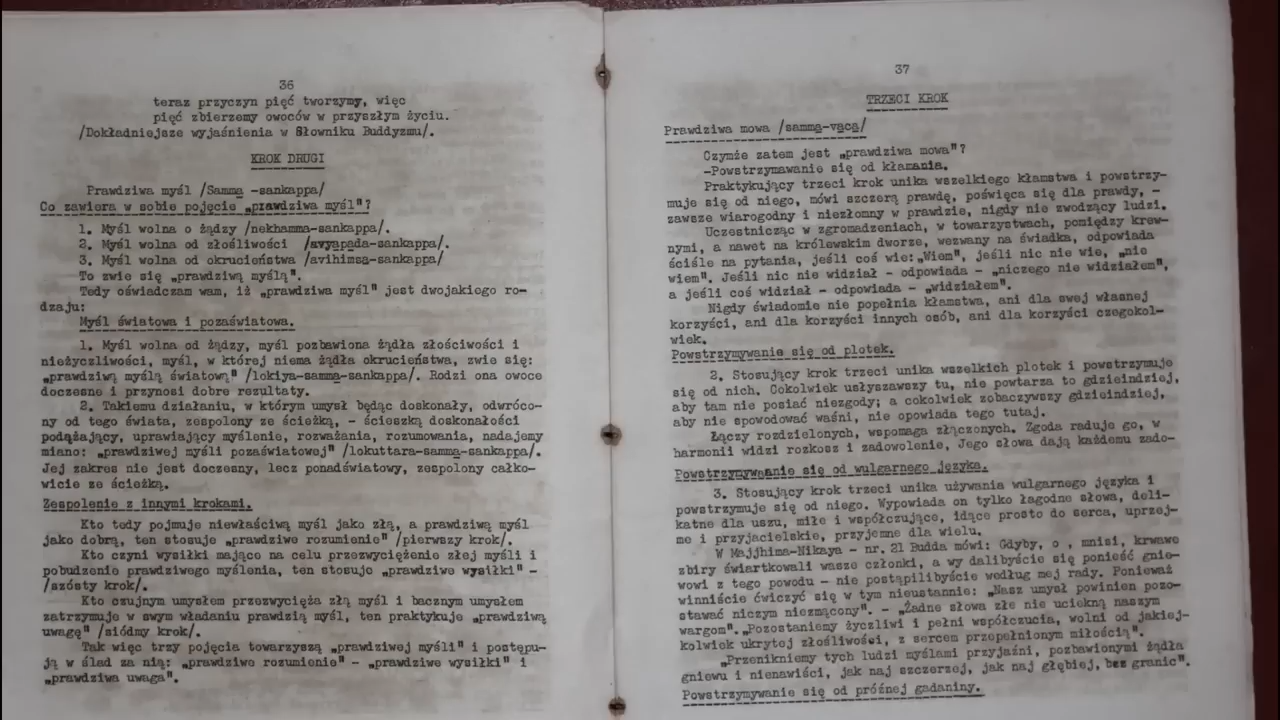 36
teraz przyczyn pięć tworzymy, więc
pięć zbierzemy owoców w przyszłym życiu.
/Dokładniejsze wyjaśnienia w Słowniku Buddyzmu/.
KROK DRUGI
Prawdziwa myśl /Samma -sankappa/
Co zawiera w sobie pojęcie „prawdziwa myśl"?
1. Myśl wolna o żądzy /nekhamma-sankappa/.
2. Myśl wolna od złośliwości /avyapada-sankappa/.
3. Myśl wolna od okrucieństwa /avihimsa-sankappa/
To zwie się „prawdziwą myślą".
Tedy oświadczam wam, iż „prawdziwa myśl" jest dwojakiego ro-
dzaju:
Myśl światowa i pozaświatowa.
1. Myśl wolna od żądzy, myśl pozbawiona żądła złościwości i
nieżyczliwości, myśl, w której niema żądła okrucieństwa, zwie się:
„prawdziwą myślą światową" /lokiya-samma-sankappa/. Rodzi ona owoce
doczesne i przynosi dobre rezultaty.
2. Takiemu działaniu, w którym umysł będąc doskonały, odwróco-
ny od tego świata, zespolony ze ścieżką, - ścieszką doskonałości
podążający, uprawiający myślenie, rozważania, rozumowania, nadajemy
miano: „prawdziwej myśli pozaświatowej" /lokuttara-samma-sankappa/.
Jej zakres nie jest doczesny, lecz ponadświatowy, zespolony całko-
wicie ze ścieżką.
Zespolenie z innymi krokami.
Kto tedy pojmuje niewłaściwą myśl jako złą, a prawdziwą myśl
jako dobrą, ten stosuje „prawdziwe rozumienie" /pierwszy krok/.
Kto czyni wysiłki mające na celu przezwyciężenie złej myśli i
pobudzenie prawdziwego myślenia, ten stosuje „prawdziwe wysiłki" -
/szósty krok/.
Kto czujnym umysłem przezwycięża złą myśl i bacznym umysłem
zatrzymuje w swym władaniu prawdzią myśl, ten praktykuje „prawdziwą
uwagę" /siódmy krok/.
Tak więc trzy pojęcia towarzyszą „prawdziwej myśli" i postępu-
ją w ślad za nią: „prawdziwe rozumienie" - „prawdziwe wysiłki" i
„prawdziwa uwaga".
37
TRZECI KROK
Prawdziwa mowa /samma-vaca/
Czymże zatem jest „prawdziwa mowa"?
-Powstrzymawanie się od kłamania.
Praktykujący trzeci krok unika wszelkiego kłamstwa i powstrzy-
muje się od niego, mówi szczerą prawdę, poświęca się dla prawdy, -
zawsze wiarogodny i niezłomny w prawdzie, nigdy nie zwodzący ludzi.
Uczestnicząc w zgromadzeniach, w towarzystwach, pomiędzy krew-
nymi, a nawet na królewskim dworze, wezwany na świadka, odpowiada
ściśle na pytania, jeśli coś wie: „Wiem", jeśli nic nie wie, „nie
wiem". Jeśli nic nie widział - odpowiada - „niczego nie widziałem",
a jeśli coś widział - odpowiada - „widziałem".
Nigdy świadomie nie popełnia kłamstwa, ani dla swej własnej
korzyści, ani dla korzyści innych osób, ani dla korzyści czegokol-
wiek.
Powstrzymywanie się od plotek.
2. Stosujący krok trzeci unika wszelkich plotek i powstrzymuje
się od nich. Cokolwiek usłyszawszy tu, nie powtarza to gdzieindziej,
aby tam nie posiać niezgody; a cokolwiek zobaczywszy gdzieindziej,
aby nie spowodować waśni, nie opowiada tego tutaj.
Łączy rozdzielonych, wspomaga złączonych. Zgoda raduje go, w
harmonii widzi rozkosz i zadowolenie, Jego słowa dają każdemu zado-
Powstrzymywanie się od wulgarnego języka.
3. Stosujący krok trzeci unika używania wulgarnego języka i
powstrzymuje się od niego. Wypowiada on tylko łagodne słowa, deli-
katne dla uszu, miłe i współczujące, idące prosto do serca, uprzej-
me i przyjacielskie, przyjemne dla wielu.
W Majjhima-Nikaya - nr. 21 Budda mówi: Gdyby, o , mnisi, krwawe
zbiry świartkowali wasze członki, a wy dalibyście się ponieść gnie-
wowi z tego powodu - nie postąpilibyście według mej rady. Ponieważ
winniście ćwiczyć się w tym nieustannie: „Nasz umysł powinien pozo-
stawać niczym niezmącony". - „Żadne słowa złe nie uciekną naszym
wargom". „Pozostaniemy życzliwi i pełni współczucia, wolni od jakiej-
kolwiek ukrytej złośliwości, z sercem przepełnionym miłością".
„Przenikniemy tych ludzi myślami przyjaźni, pozbawionymi żądła
gniewu i nienawiści, jak naj szczerzej, jak naj głębiej, bez granic".
Powstrzymywanie się od próżnej gadaniny.